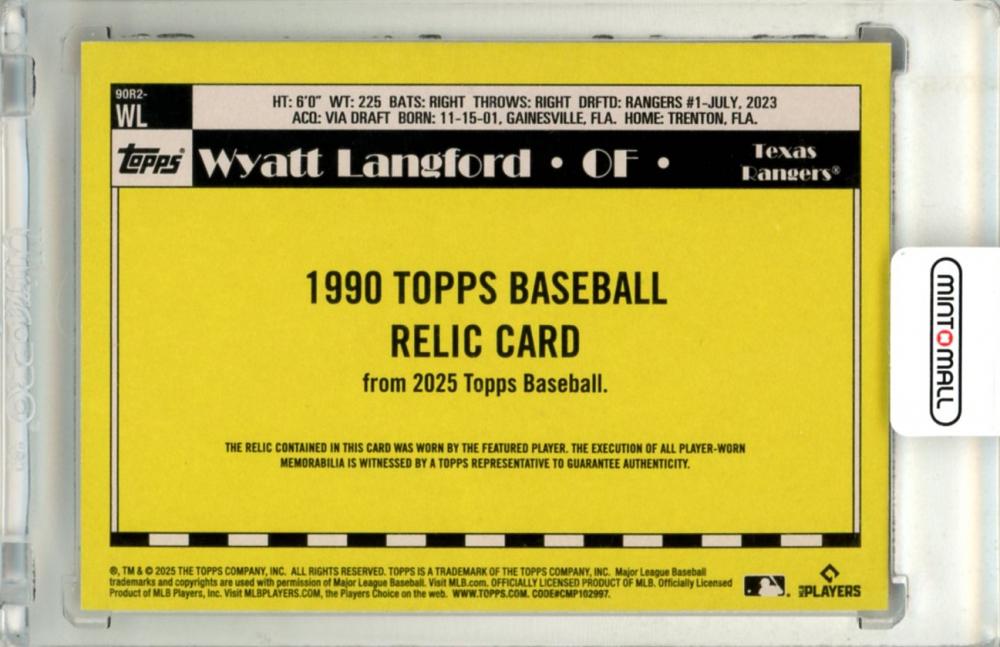 90R2-
WL
HT: 6'0" WT: 225 BATS: RIGHT THROWS: RIGHT DRFTD: RANGERS #1-JULY, 2023
ACQ: VIA DRAFT BORN: 11-15-01, GAINESVILLE, FLA. HOME: TRENTON, FLA.
Topps® Wyatt Langford • OF •
Texas
Rangers®
1990 TOPPS BASEBALL
RELIC CARD
from 2025 Topps Baseball.
THE RELIC CONTAINED IN THIS CARD WAS WORN BY THE FEATURED PLAYER. THE EXECUTION OF ALL PLAYER-WORN
MEMORABILIA IS WITNESSED BY A TOPPS REPRESENTATIVE TO GUARANTEE AUTHENTICITY.
®, TM & © 2025 THE TOPPS COMPANY, INC. ALL RIGHTS RESERVED. TOPPS IS A TRADEMARK OF THE TOPPS COMPANY, INC. Major League Baseball
trademarks and copyrights are used with permission of Major League Baseball. Visit MLB.com. OFFICIALLY LICENSED PRODUCT OF MLB. Officially Licensed
Product of MLB Players, Inc. Visit MLBPLAYERS.COM, the Players Choice on the web. WWW.TOPPS.COM. CODE#CMP102997.
MLB PLAYERS
MINTOMALL